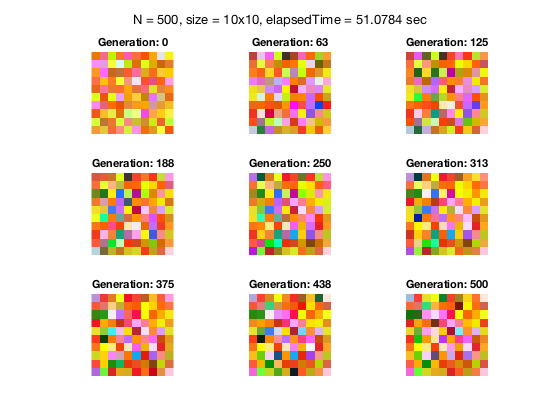 N = 500, size = 10x10, elapsedTime = 51.0784 sec
Generation: 0
Generation: 63
Generation: 125
Generation: 188
Generation: 250
Generation: 313
Generation: 375
Generation: 438
Generation: 500